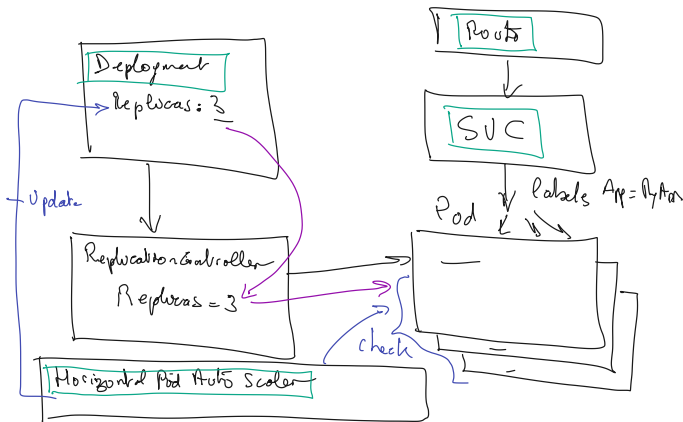 Route
Deployment
Replicas: 3
SVC
labels App = MyApp
Update
Pod
ReplicationController
Replicas = 3
check
Horizontal Pod Auto Scaler